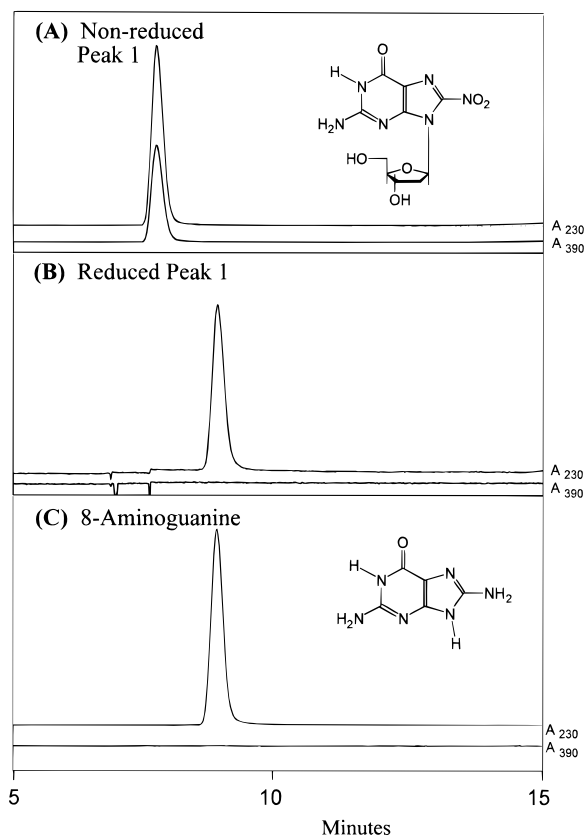 (A) Non-reduced
Peak 1
O
H
N
N
NO2
H2N
N
N
HO
O
OH
A 230
A 390
(B) Reduced Peak 1
A 230
A 390
(C) 8-Aminoguanine
O
H
N
N
NH2
H2N
N
N
H
A 230
A 390
5
10
15
Minutes